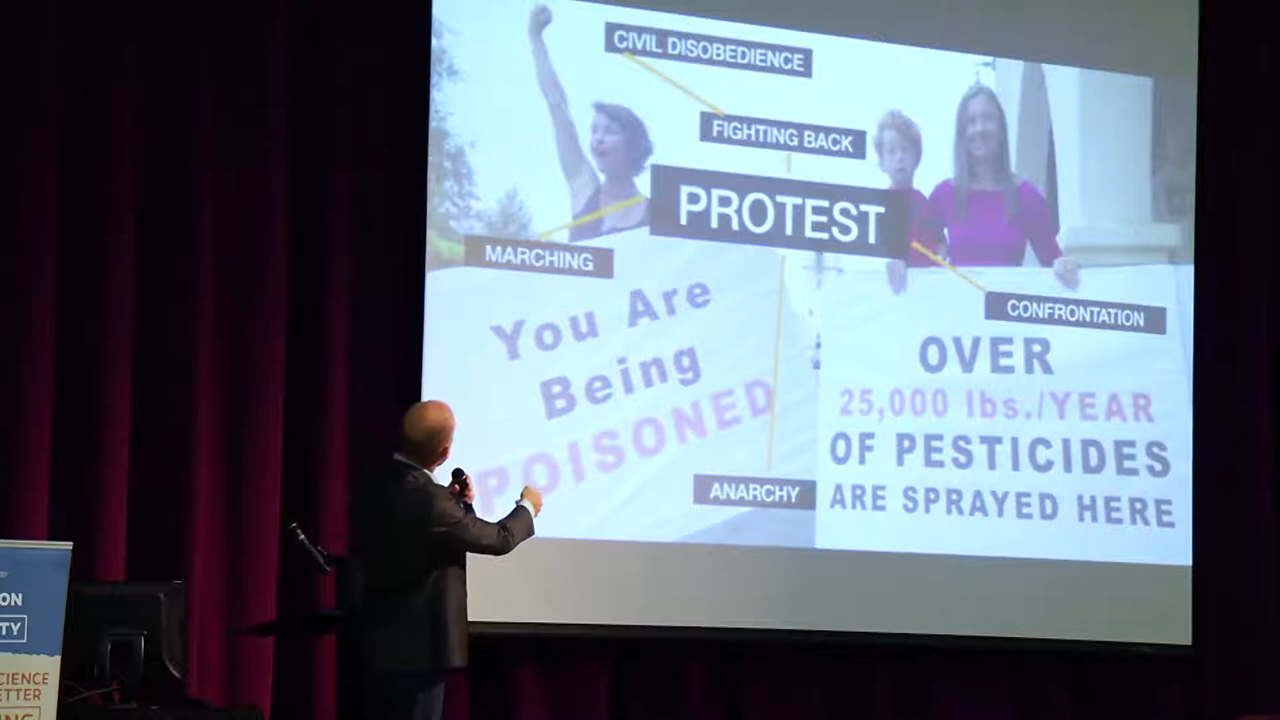 CIVIL DISOBEDIENCE
FIGHTING BACK
PROTEST
MARCHING
CONFRONTATION
You Are
Being
POISONED
OVER
25,000 lbs./YEAR
OF PESTICIDES
ARE SPRAYED HERE
ANARCHY
ON
TY
CIENCE
ETTER
ING